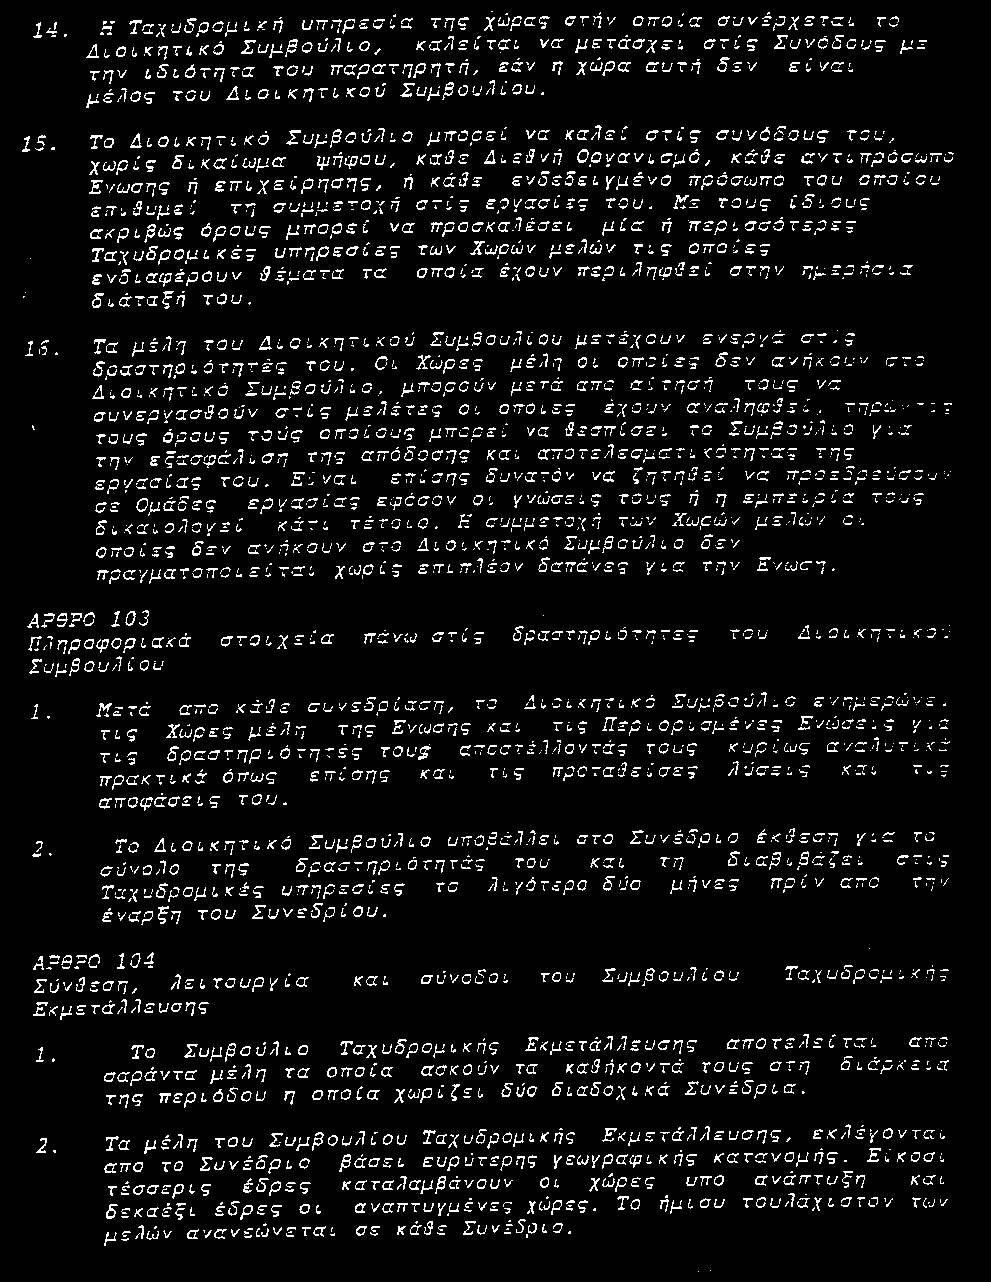 14. Η Ταχυδρομική υπηρεσία της χώρας στήν οποία συνέρχεται το
Διοικητικό Συμβούλιο, καλείται να μετάσχει στίς Συνόδους με
την ιδιότητα του παρατηρητή, εάν η χώρα αυτή δεν είναι
μέλος του Διοικητικού Συμβουλίου.
15. Το Διοικητικό Συμβούλιο μπορεί να καλεί στίς συνόδους του,
χωρίς δικαίωμα ψήφου, κάθε Διεθνή Οργανισμό, κάθε αντιπρόσωπο
Ενωσης ή επιχείρησης, ή κάθε ενδεδειγμένο πρόσωπο του οποίου
επιθυμεί τη συμμετοχή στίς εργασίες του. Με τους ίδιους
ακριβώς όρους μπορεί να προσκαλέσει μία ή περισσότερες
Ταχυδρομικές υπηρεσίες των Χωρών μελών τις οποίες
ενδιαφέρουν θέματα τα οποία έχουν περιληφθεί στην ημερήσια
διάταξή του.
16. Τα μέλη του Διοικητικού Συμβουλίου μετέχουν ενεργά στίς
δραστηριότητές του. Οι Χώρες μέλη οι οποίες δεν ανήκουν στο
Διοικητικό Συμβούλιο, μπορούν μετά απο αίτησή τους να
συνεργασθούν στίς μελέτες οι οποιες έχουν αναληφθεί, τηρώντας
τους όρους τούς οποίους μπορεί να θεσπίσει το Συμβούλιο για
την εξασφάλιση της απόδοσης και αποτελεσματικότητας της
εργασίας του. Είναι επίσης δυνατόν να ζητηθεί να προεδρεύσουν
σε Ομάδες εργασίας εφόσον οι γνώσεις τους ή η εμπειρία τους
δικαιολογεί κάτι τέτοιο. Η συμμετοχή των Χωρών μελών οι
οποίες δεν ανήκουν στο Διοικητικό Συμβούλιο δεν
πραγματοποιείται χωρίς επιπλέον δαπάνες για την Ενωση.
ΑΡΘΡΟ 103
Πληροφοριακά στοιχεία πάνω στίς δραστηριότητες του Διοικητικού
Συμβουλίου
1. Μετά απο κάθε συνεδρίαση, το Διοικητικό Συμβούλιο ενημερώνει
τις Χώρες μέλη της Ενωσης και τις Περιορισμένες Ενώσεις για
τις δραστηριότητές τους αποστέλλοντάς τους κυρίως αναλυτικά
πρακτικά όπως επίσης και τις προταθείσες λύσεις και τις
αποφάσεις του.
2. Το Διοικητικό Συμβούλιο υποβάλλει στο Συνέδριο έκθεση για το
σύνολο της δραστηριότητάς του και τη διαβιβάζει στις
Ταχυδρομικές υπηρεσίες το λιγότερο δύο μήνες πρίν απο την
έναρξη του Συνεδρίου.
ΑΡΘΡΟ 104
Σύνθεση, λειτουργία και σύνοδοι του Συμβουλίου Ταχυδρομικής
Εκμετάλλευσης
1. Το Συμβούλιο Ταχυδρομικής Εκμετάλλευσης αποτελείται απο
σαράντα μέλη τα οποία ασκούν τα καθήκοντά τους στη διάρκεια
της περιόδου η οποία χωρίζει δύο διαδοχικά Συνέδρια.
2. Τα μέλη του Συμβουλίου Ταχυδρομικής Εκμετάλλευσης, εκλέγονται
απο το Συνέδριο βάσει ευρύτερης γεωγραφικής κατανομής. Είκοσι
τέσσερις έδρες καταλαμβάνουν οι χώρες υπο ανάπτυξη και
δεκαέξι έδρες οι αναπτυγμένες χώρες. Το ήμισυ τουλάχιστον των
μελών ανανεώνεται σε κάθε Συνέδριο.